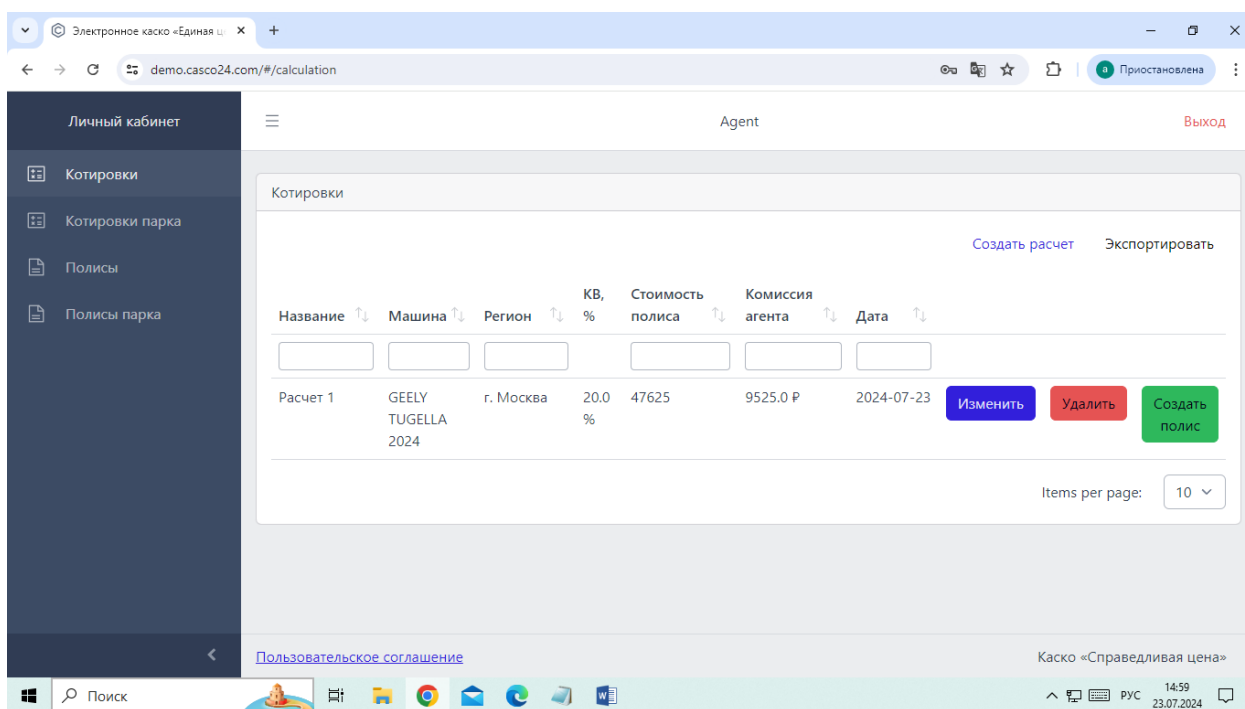 Электронное каско «Единая ц
demo.casco24.com/#/calculation
а Приостановлена
Личный кабинет
Agent
Выход
Котировки
Котировки парка
Полисы
Полисы парка
Котировки
Создать расчет Экспортировать
Название Машина Регион КВ, % Стоимость полиса Комиссия агента Дата
Расчет 1 GEELY TUGELLA 2024 г. Москва 20.0 % 47625 9525.0 ₽ 2024-07-23 Изменить Удалить Создать полис
Items per page: 10
Пользовательское соглашение
Каско «Справедливая цена»
Поиск
РУС
14:59
23.07.2024